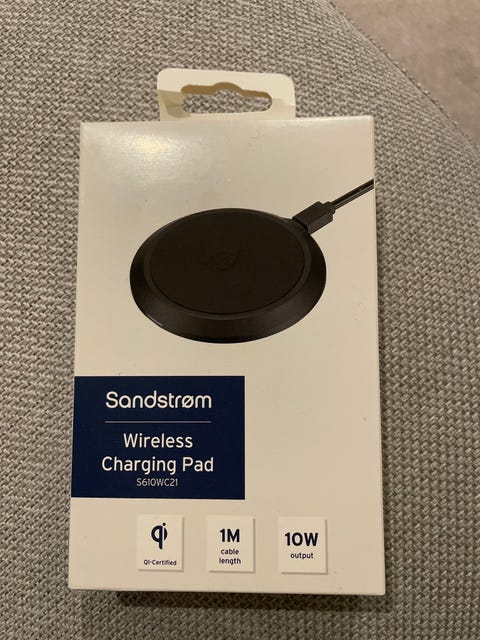 Sandstrøm
Wireless
Charging Pad
S610WC21
QI-Certified
1M
cable
length
10W
output